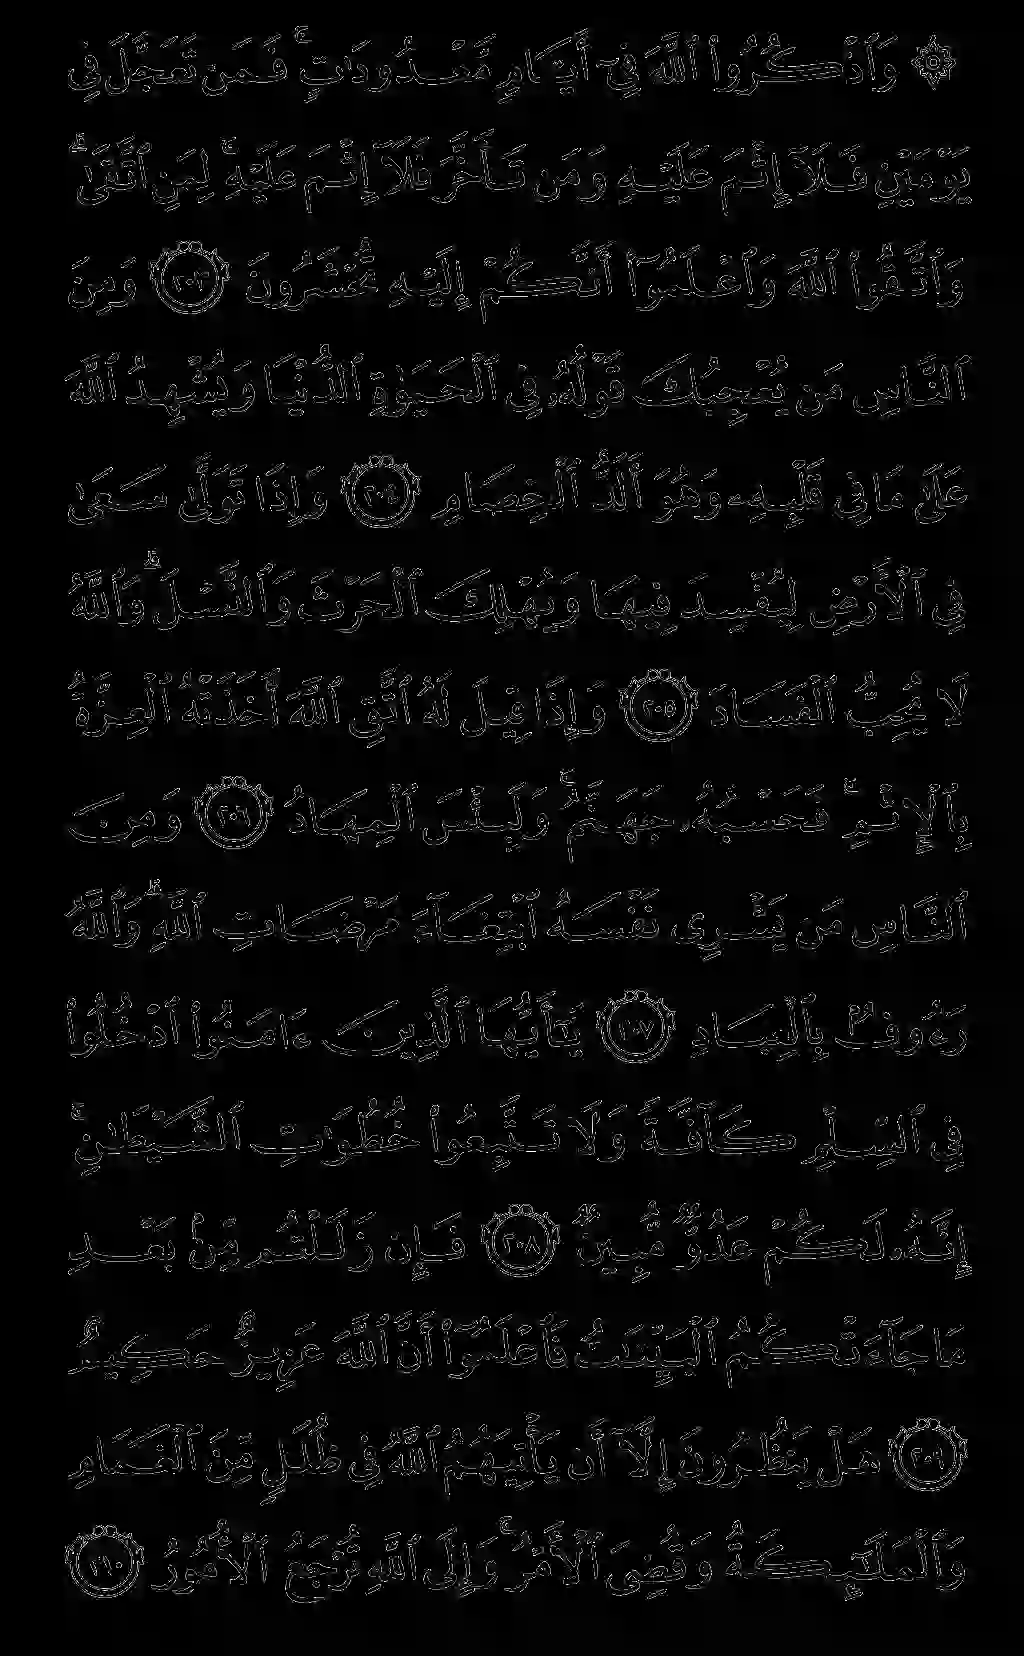 ۞ وَٱذْكُرُوا۟ ٱللَّهَ فِىٓ أَيَّامٍ مَّعْدُودَٰتٍ ۚ فَمَن تَعَجَّلَ فِى
يَوْمَيْنِ فَلَآ إِثْمَ عَلَيْهِ وَمَن تَأَخَّرَ فَلَآ إِثْمَ عَلَيْهِ ۚ لِمَنِ ٱتَّقَىٰ ۗ
وَٱتَّقُوا۟ ٱللَّهَ وَٱعْلَمُوٓا۟ أَنَّكُمْ إِلَيْهِ تُحْشَرُونَ ٢٠٣ وَمِنَ
ٱلنَّاسِ مَن يُعْجِبُكَ قَوْلُهُۥ فِى ٱلْحَيَوٰةِ ٱلدُّنْيَا وَيُشْهِدُ ٱللَّهَ
عَلَىٰ مَا فِى قَلْبِهِۦ وَهُوَ أَلَدُّ ٱلْخِصَامِ ٢٠٤ وَإِذَا تَوَلَّىٰ سَعَىٰ
فِى ٱلْأَرْضِ لِيُفْسِدَ فِيهَا وَيُهْلِكَ ٱلْحَرْثَ وَٱلنَّسْلَ ۗ وَٱللَّهُ
لَا يُحِبُّ ٱلْفَسَادَ ٢٠٥ وَإِذَا قِيلَ لَهُ ٱتَّقِ ٱللَّهَ أَخَذَتْهُ ٱلْعِزَّةُ
بِٱلْإِثْمِ ۚ فَحَسْبُهُۥ جَهَنَّمُ ۚ وَلَبِئْسَ ٱلْمِهَادُ ٢٠٦ وَمِنَ
ٱلنَّاسِ مَن يَشْرِى نَفْسَهُ ٱبْتِغَآءَ مَرْضَاتِ ٱللَّهِ ۗ وَٱللَّهُ
رَءُوفٌۢ بِٱلْعِبَادِ ٢٠٧ يَٰٓأَيُّهَا ٱلَّذِينَ ءَامَنُوا۟ ٱدْخُلُوا۟
فِى ٱلسِّلْمِ كَآفَّةً وَلَا تَتَّبِعُوا۟ خُطُوَٰتِ ٱلشَّيْطَٰنِ ۚ
إِنَّهُۥ لَكُمْ عَدُوٌّ مُّبِينٌ ٢٠٨ فَإِن زَلَلْتُم مِّنۢ بَعْدِ
مَا جَآءَتْكُمُ ٱلْبَيِّنَٰتُ فَٱعْلَمُوٓا۟ أَنَّ ٱللَّهَ عَزِيزٌ حَكِيمٌ
٢٠٩ هَلْ يَنظُرُونَ إِلَّآ أَن يَأْتِيَهُمُ ٱللَّهُ فِى ظُلَلٍ مِّنَ ٱلْغَمَامِ
وَٱلْمَلَٰٓئِكَةُ وَقُضِىَ ٱلْأَمْرُ ۚ وَإِلَى ٱللَّهِ تُرْجَعُ ٱلْأُمُورُ ٢١٠